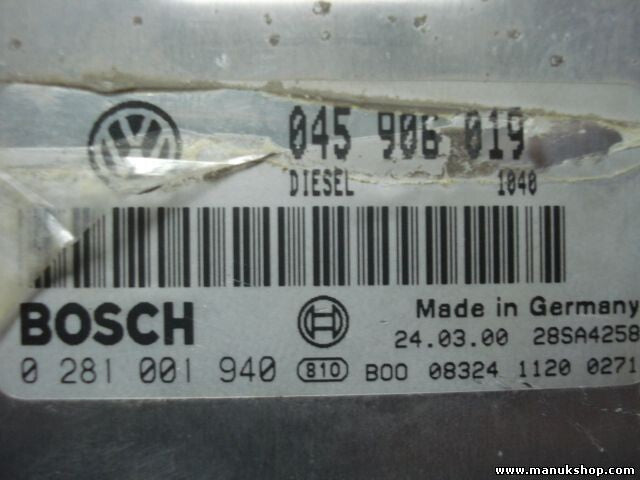 045 906 019
DIESEL 1040
BOSCH Made in Germany
24.03.00 28SA4258
0 281 001 940 810 B00 08324 1120 0271
www.manukshop.com